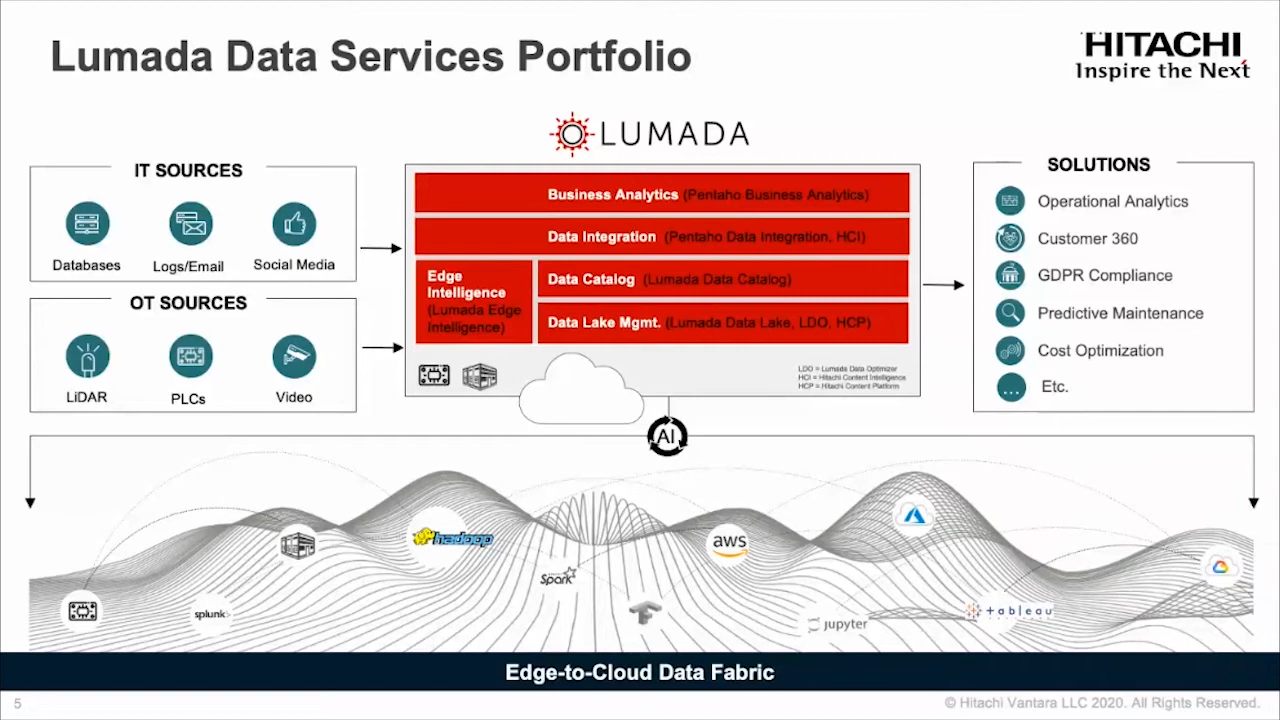 Lumada Data Services Portfolio
HITACHI
Inspire the Next
LUMADA
IT SOURCES
Databases
Logs/Email
Social Media
OT SOURCES
LiDAR
PLCs
Video
Business Analytics (Pentaho Business Analytics)
Data Integration (Pentaho Data Integration, HCI)
Edge
Intelligence
(Lumada Edge
Intelligence)
Data Catalog (Lumada Data Catalog)
Data Lake Mgmt. (Lumada Data Lake, LDO, HCP)
LDO = Lumada Data Optimizer
HCI = Hitachi Content Intelligence
HCP = Hitachi Content Platform
SOLUTIONS
Operational Analytics
Customer 360
GDPR Compliance
Predictive Maintenance
Cost Optimization
Etc.
AI
hadoop
aws
Spark
splunk>
jupyter
+ableau
Edge-to-Cloud Data Fabric
5
© Hitachi Vantara LLC 2020. All Rights Reserved.